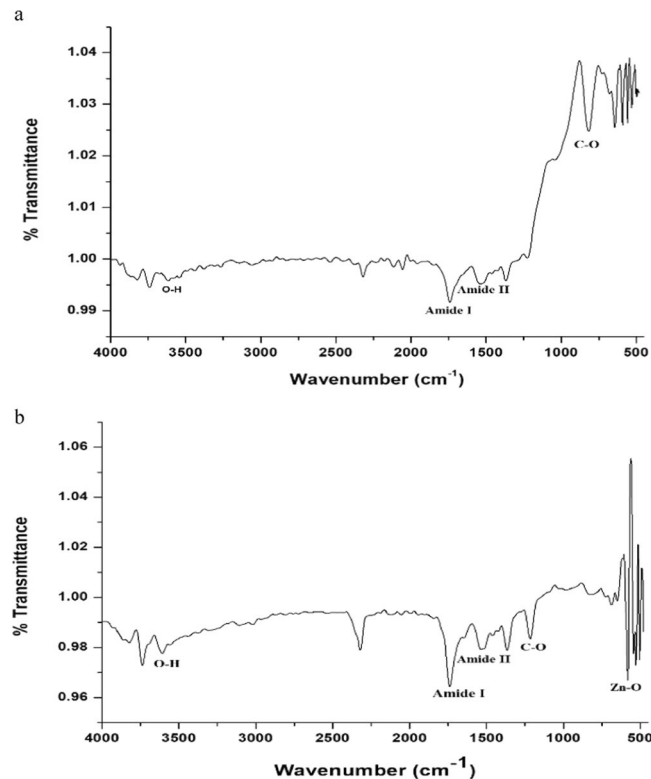 a
1.04
1.03
1.02
1.01
1.00
0.99
% Transmittance
C-O
O-H
Amide I
Amide II
4000 3500 3000 2500 2000 1500 1000 500
Wavenumber (cm⁻¹)
b
1.06
1.04
1.02
1.00
0.98
0.96
% Transmittance
O-H
Amide I
Amide II
C-O
Zn-O
4000 3500 3000 2500 2000 1500 1000 500
Wavenumber (cm⁻¹)